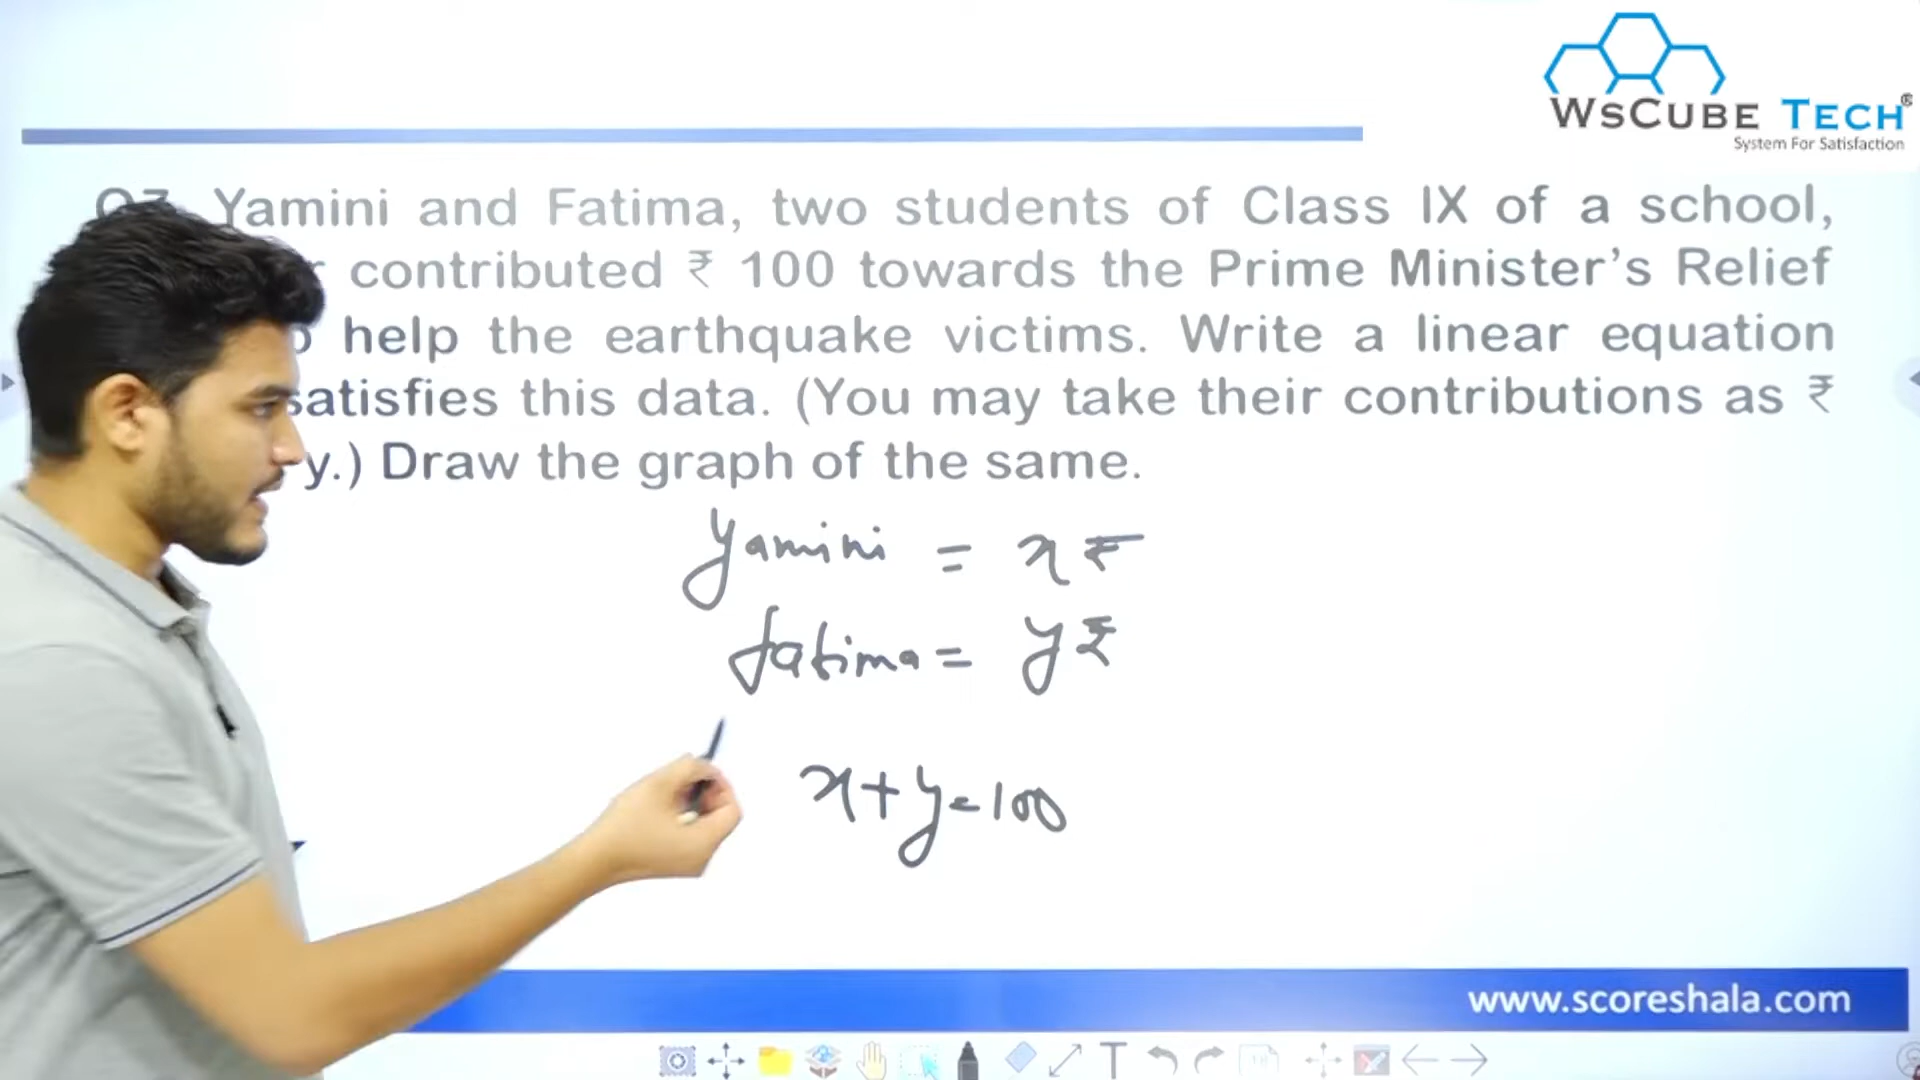 WsCube Tech®
System For Satisfaction
Yamini and Fatima, two students of Class IX of a school,
contributed ₹ 100 towards the Prime Minister’s Relief
help the earthquake victims. Write a linear equation
satisfies this data. (You may take their contributions as ₹
y.) Draw the graph of the same.
Yamini = x ₹
fatima = y ₹
x+y=100
www.scoreshala.com
T